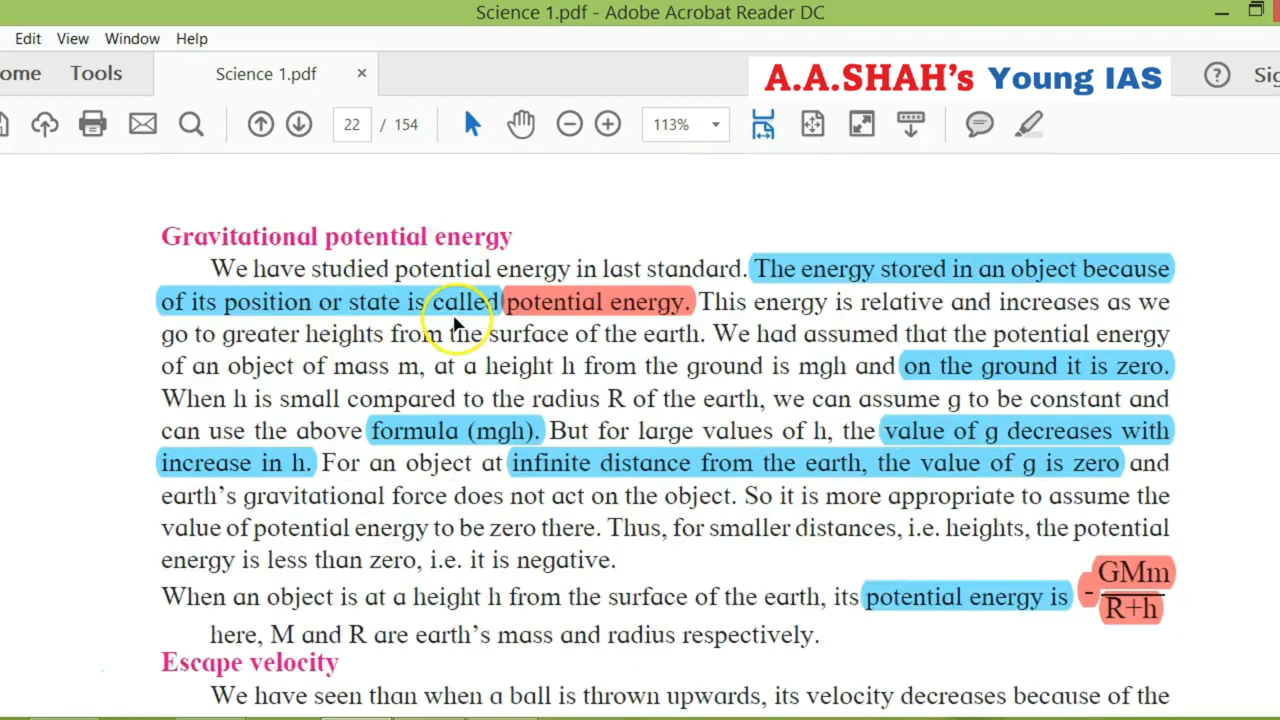 Science 1.pdf - Adobe Acrobat Reader DC
Edit View Window Help
ome Tools Science 1.pdf ×
A.A.SHAH's Young IAS
? Sig
22 / 154 113%
Gravitational potential energy
We have studied potential energy in last standard. The energy stored in an object because
of its position or state is called potential energy. This energy is relative and increases as we
go to greater heights from the surface of the earth. We had assumed that the potential energy
of an object of mass m, at a height h from the ground is mgh and on the ground it is zero.
When h is small compared to the radius R of the earth, we can assume g to be constant and
can use the above formula (mgh). But for large values of h, the value of g decreases with
increase in h. For an object at infinite distance from the earth, the value of g is zero and
earth's gravitational force does not act on the object. So it is more appropriate to assume the
value of potential energy to be zero there. Thus, for smaller distances, i.e. heights, the potential
energy is less than zero, i.e. it is negative.
When an object is at a height h from the surface of the earth, its potential energy is - GMm
R+h
here, M and R are earth's mass and radius respectively.
Escape velocity
We have seen than when a ball is thrown upwards, its velocity decreases because of the